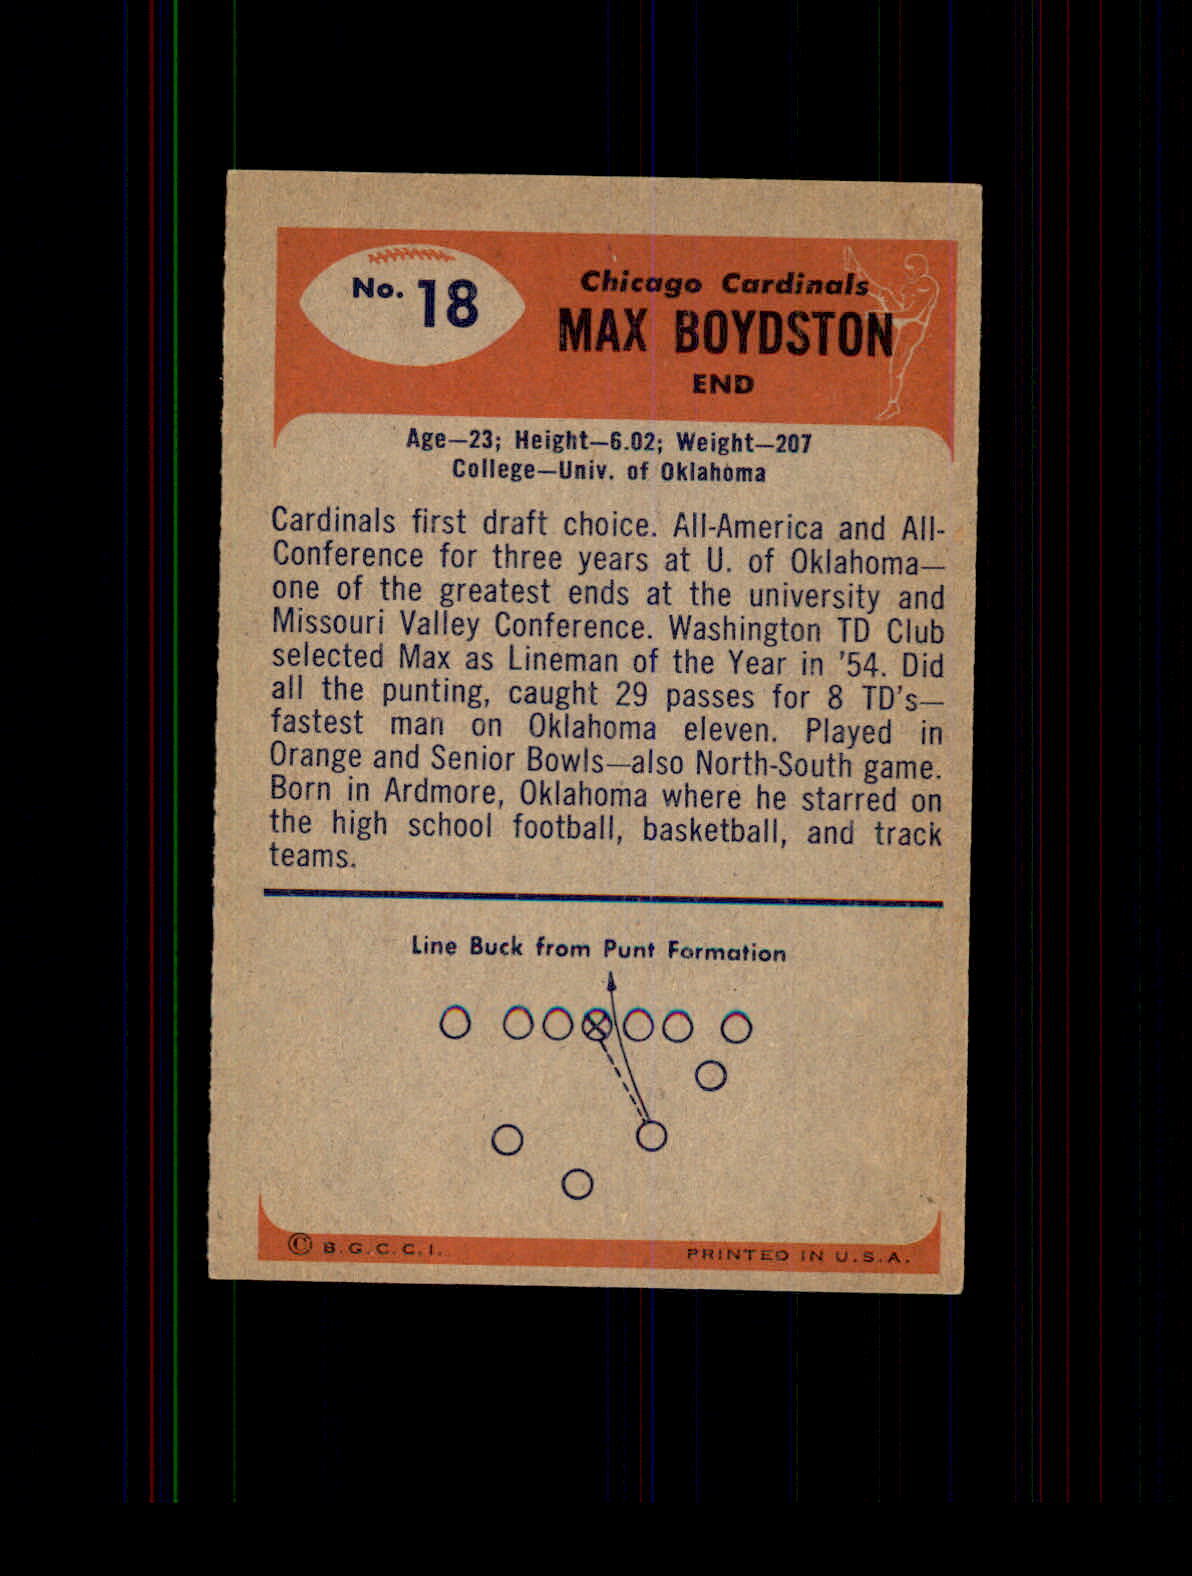 No. 18
Chicago Cardinals
MAX BOYDSTON
END
Age—23; Height—6.02; Weight—207
College—Univ. of Oklahoma
Cardinals first draft choice. All-America and All-
Conference for three years at U. of Oklahoma—
one of the greatest ends at the university and
Missouri Valley Conference. Washington TD Club
selected Max as Lineman of the Year in '54. Did
all the punting, caught 29 passes for 8 TD's—
fastest man on Oklahoma eleven. Played in
Orange and Senior Bowls—also North-South game.
Born in Ardmore, Oklahoma where he starred on
the high school football, basketball, and track
teams.
Line Buck from Punt Formation
© B.G.C.C.I.
PRINTED IN U.S.A.